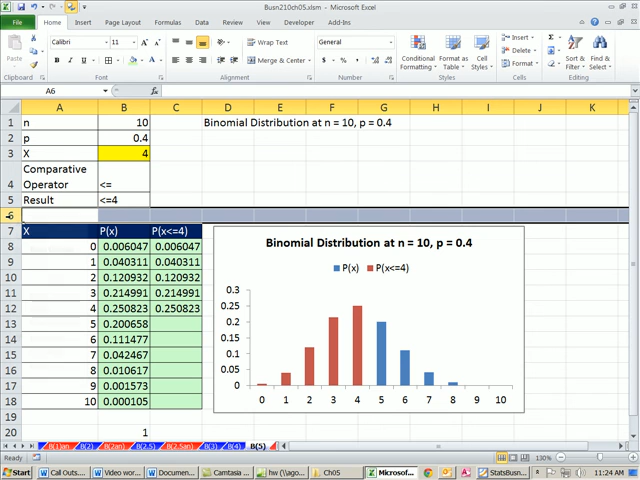 Busn210ch05.xlsm - Microsoft Excel
File Home Insert Page Layout Formulas Data Review View Developer Add-Ins
Calibri 11 Wrap Text General Insert Σ
Paste B I U Merge & Center $ % , Conditional Formatting Format as Table Cell Styles Delete Format Sort & Filter Find & Select
Clipboard Font Alignment Number Styles Cells Editing
A6 fx
A B C D E F G H I J K
1 n 10 Binomial Distribution at n = 10, p = 0.4
2 p 0.4
3 X 4
Comparative
4 Operator <=
5 Result <=4
6
7 X P(x) P(x<=4)
8 0 0.006047 0.006047
9 1 0.040311 0.040311
10 2 0.120932 0.120932
11 3 0.214991 0.214991
12 4 0.250823 0.250823
13 5 0.200658
14 6 0.111477
15 7 0.042467
16 8 0.010617
17 9 0.001573
18 10 0.000105
19
20 1
Binomial Distribution at n = 10, p = 0.4
P(x) P(x<=4)
0.3
0.25
0.2
0.15
0.1
0.05
0
0 1 2 3 4 5 6 7 8 9 10
B(1)an B(2) B(2an) B(2.5) B(2.5an) B(3) B(4) B(5)
Ready 130%
Start Call Outs.... Video wor... Documen... Camtasia ... hw (\\ago... Ch05 Microsof... StatsBusn... 11:24 AM